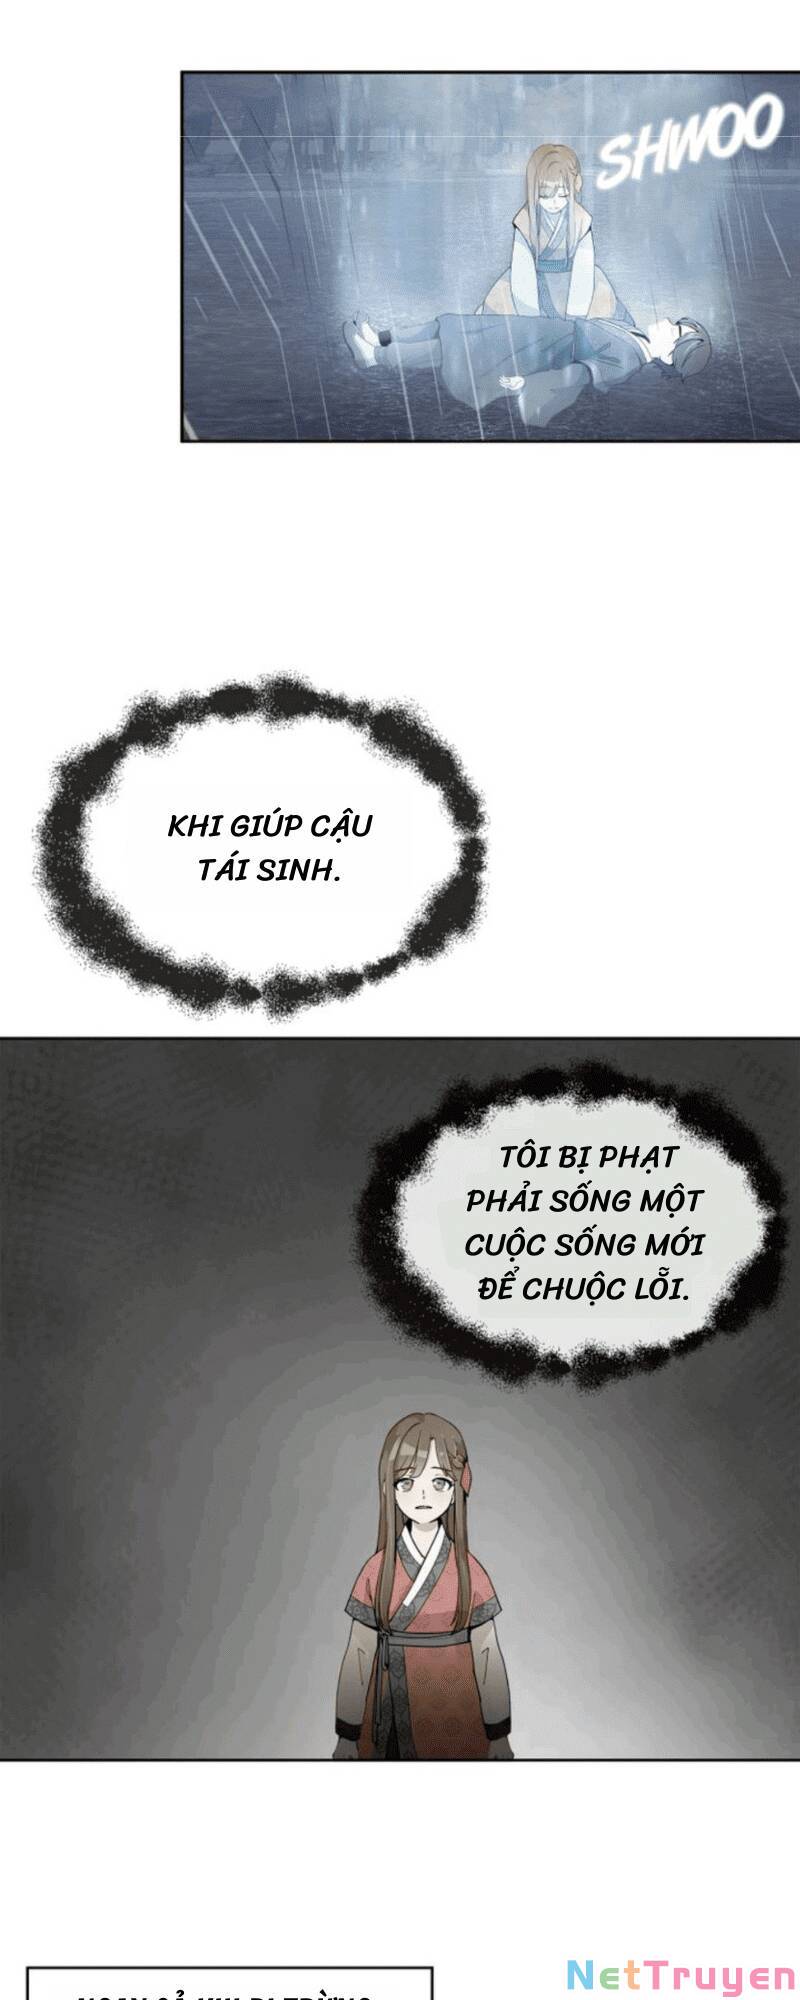 SHWOO
KHI GIÚP CẬU
TÁI SINH.
TÔI BỊ PHẠT
PHẢI SỐNG MỘT
CUỘC SỐNG MỚI
ĐỂ CHUỘC LỖI.
NetTruyen